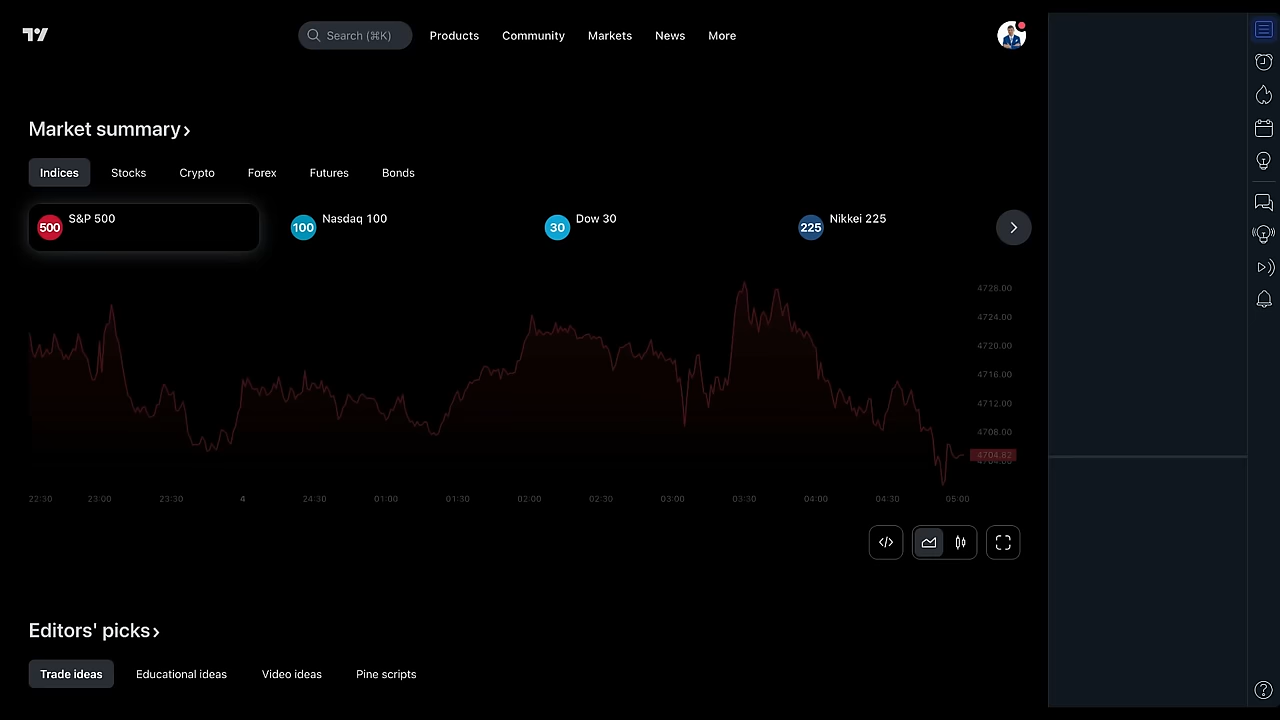 Search (⌘K) Products Community Markets News More
Market summary ›
Indices Stocks Crypto Forex Futures Bonds
500 S&P 500 100 Nasdaq 100 30 Dow 30 225 Nikkei 225
4728.00
4724.00
4720.00
4716.00
4712.00
4708.00
4704.82
22:30 23:00 23:30 4 24:30 01:00 01:30 02:00 02:30 03:00 03:30 04:00 04:30 05:00
Editors' picks ›
Trade ideas Educational ideas Video ideas Pine scripts